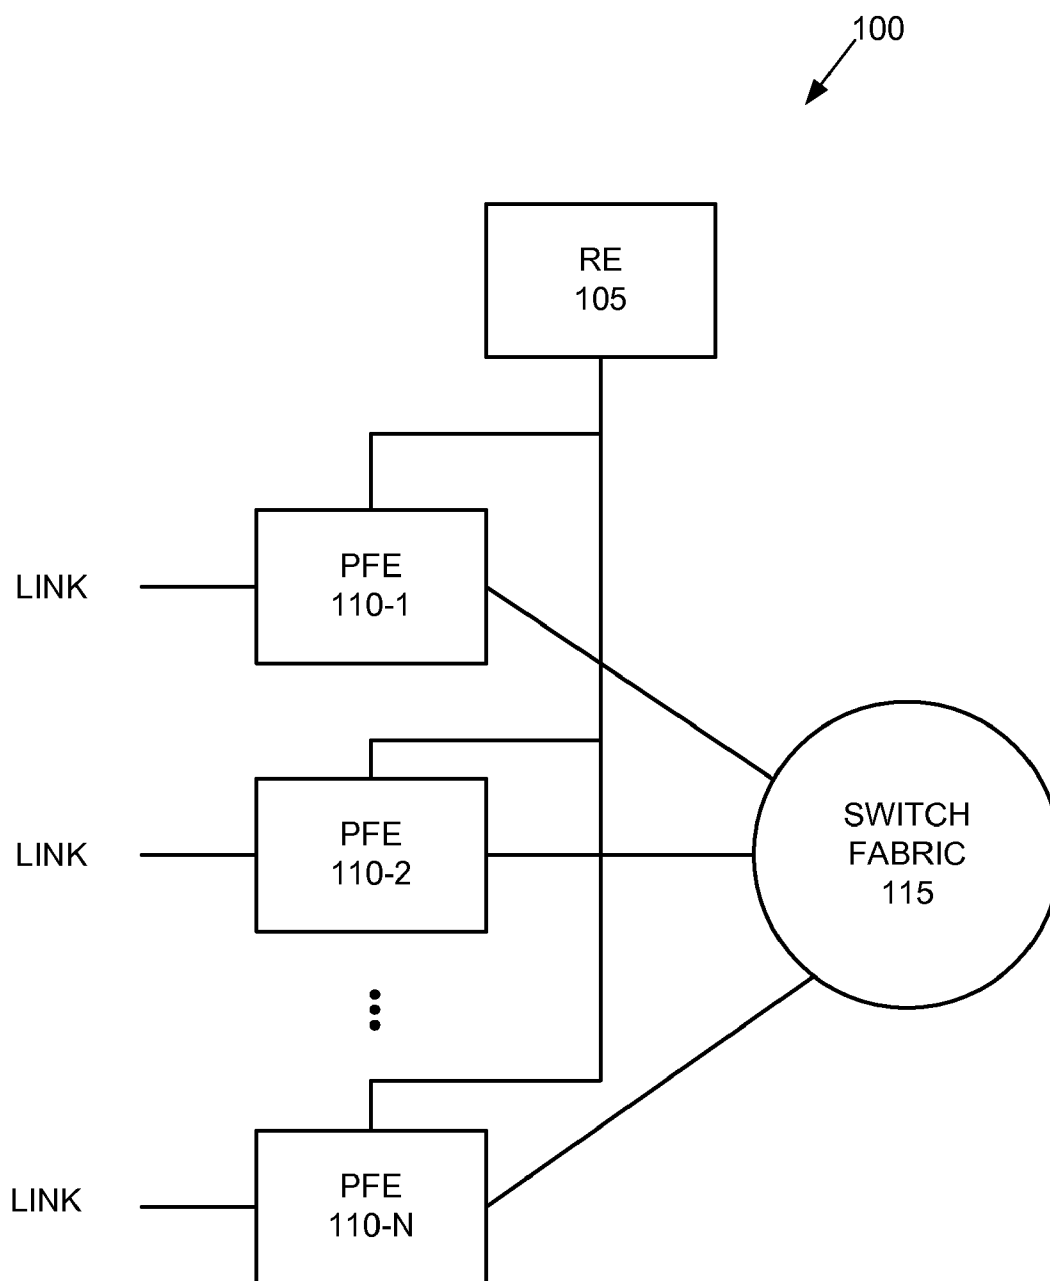 100
RE
105
PFE
110-1
LINK
PFE
110-2
LINK
SWITCH
FABRIC
115
PFE
110-N
LINK